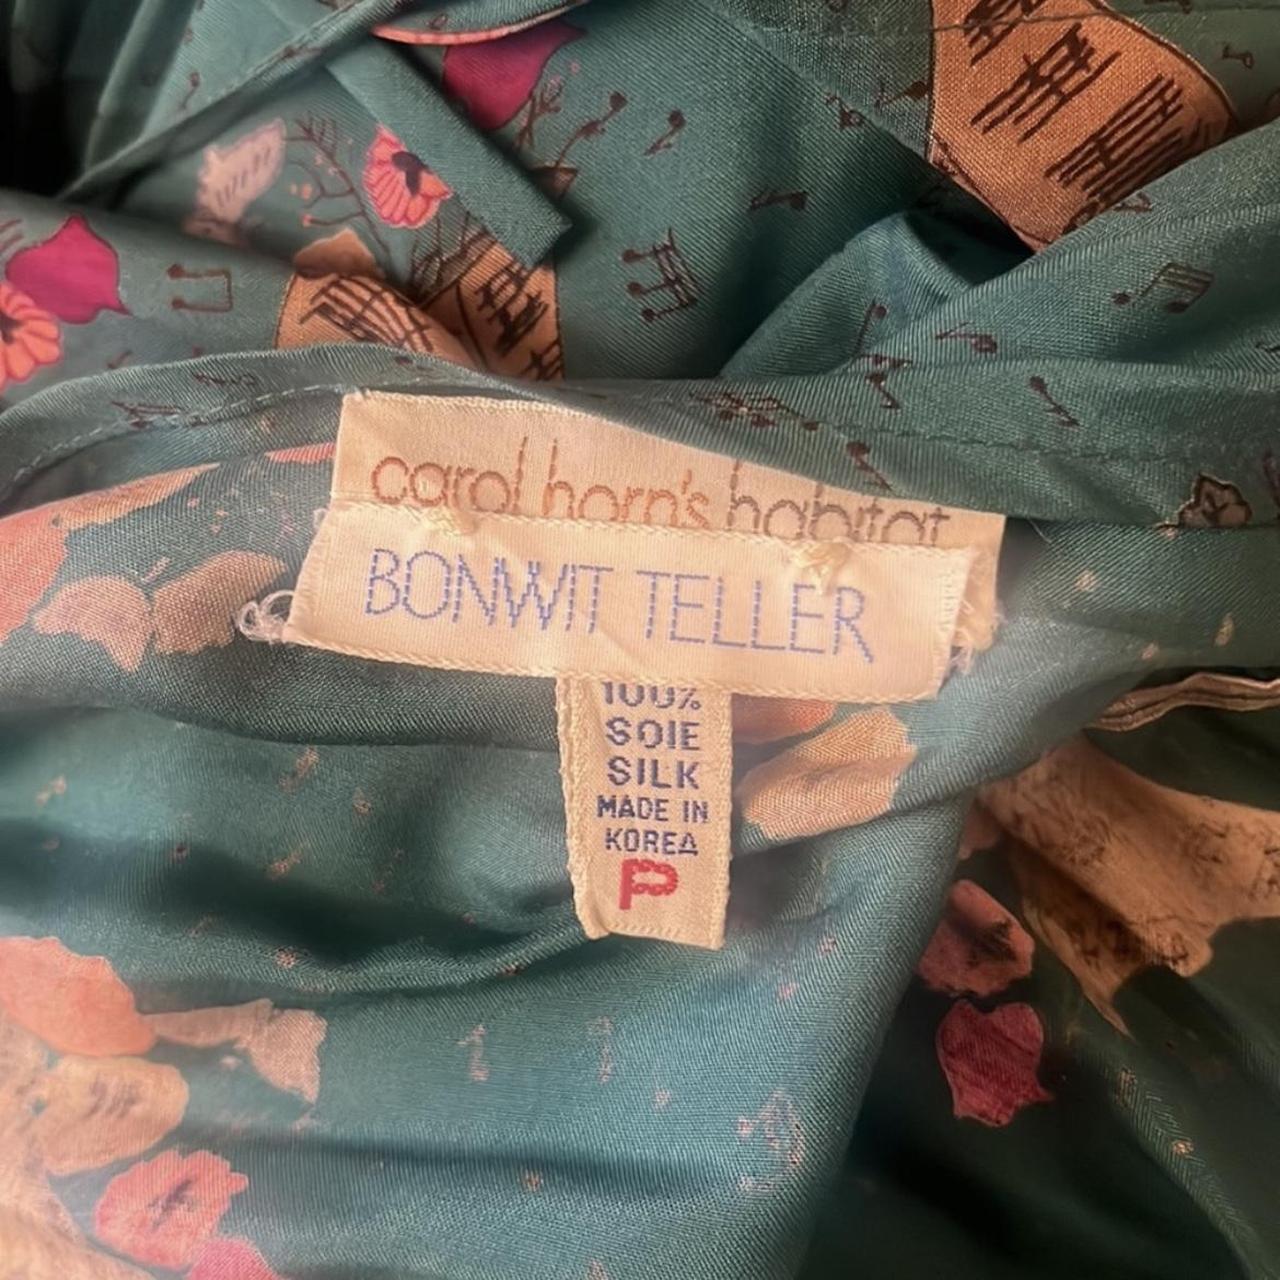 carol horn's habitat
BONWIT TELLER
100%
SOIE
SILK
MADE IN
KOREA
P